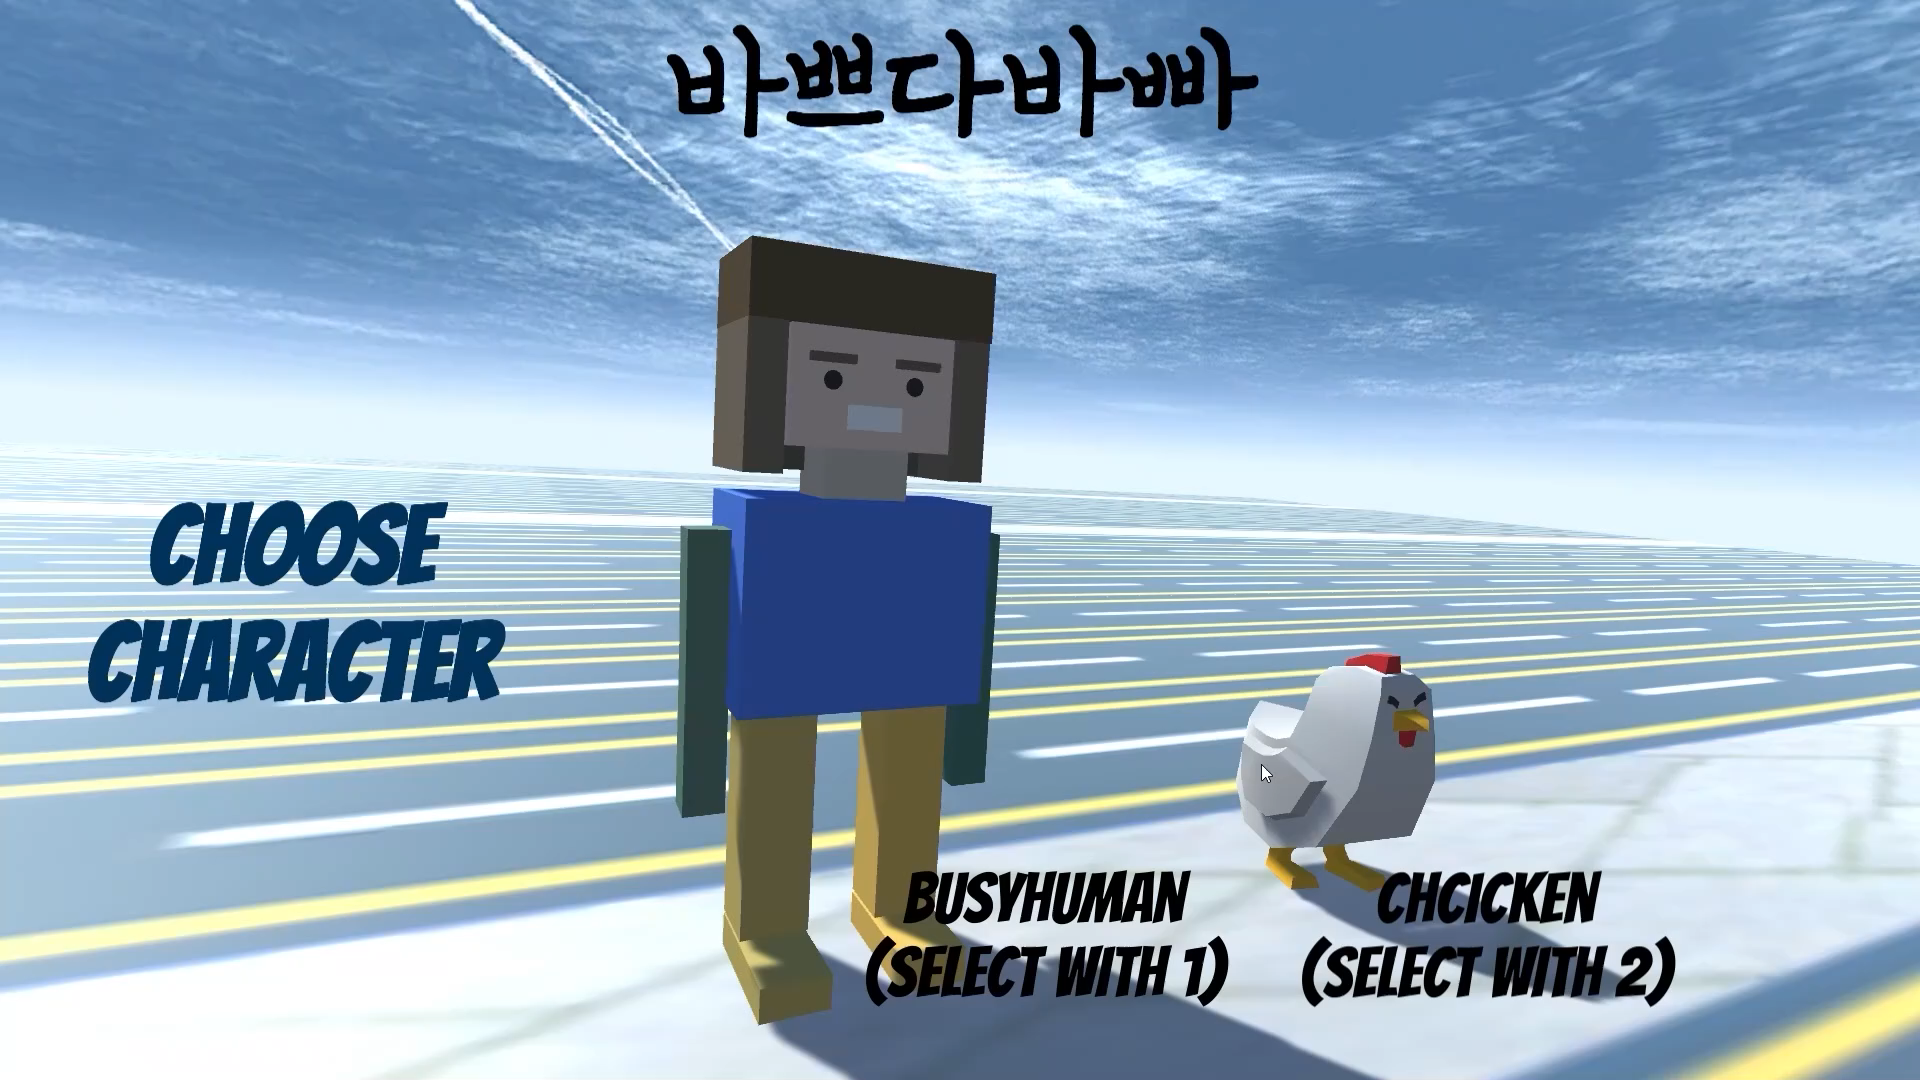 바쁘다바빠
CHOOSE
CHARACTER
BUSYHUMAN
(SELECT WITH 1)
CHCICKEN
(SELECT WITH 2)